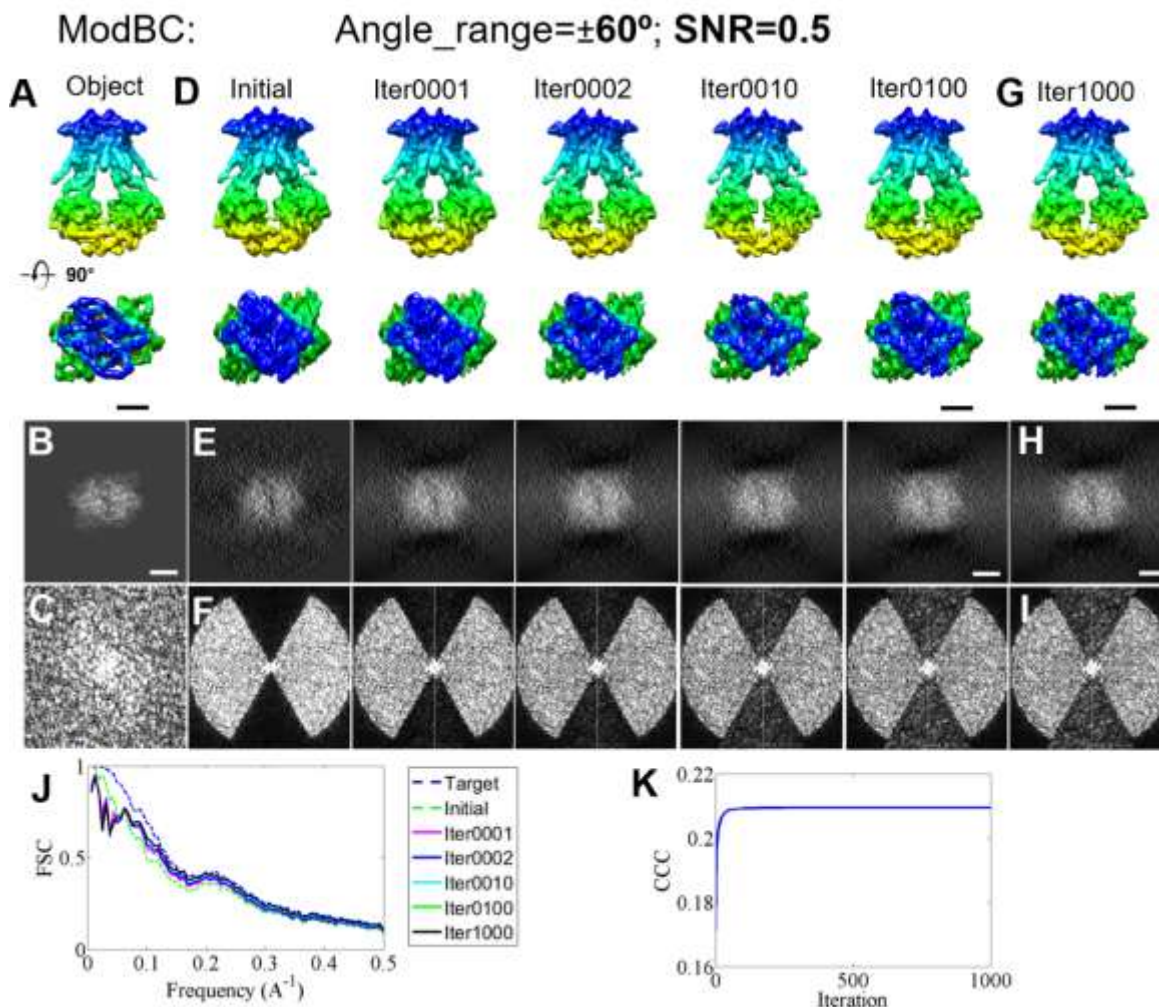 ModBC: Angle_range=±60º; SNR=0.5
A Object D Initial Iter0001 Iter0002 Iter0010 Iter0100 G Iter1000
90°
B E H
C F I
J K
1
0.5
0
FSC
0 0.1 0.2 0.3 0.4 0.5
Frequency (A⁻¹)
Target
Initial
Iter0001
Iter0002
Iter0010
Iter0100
Iter1000
0.22
0.2
0.18
0.16
CCC
0 500 1000
Iteration